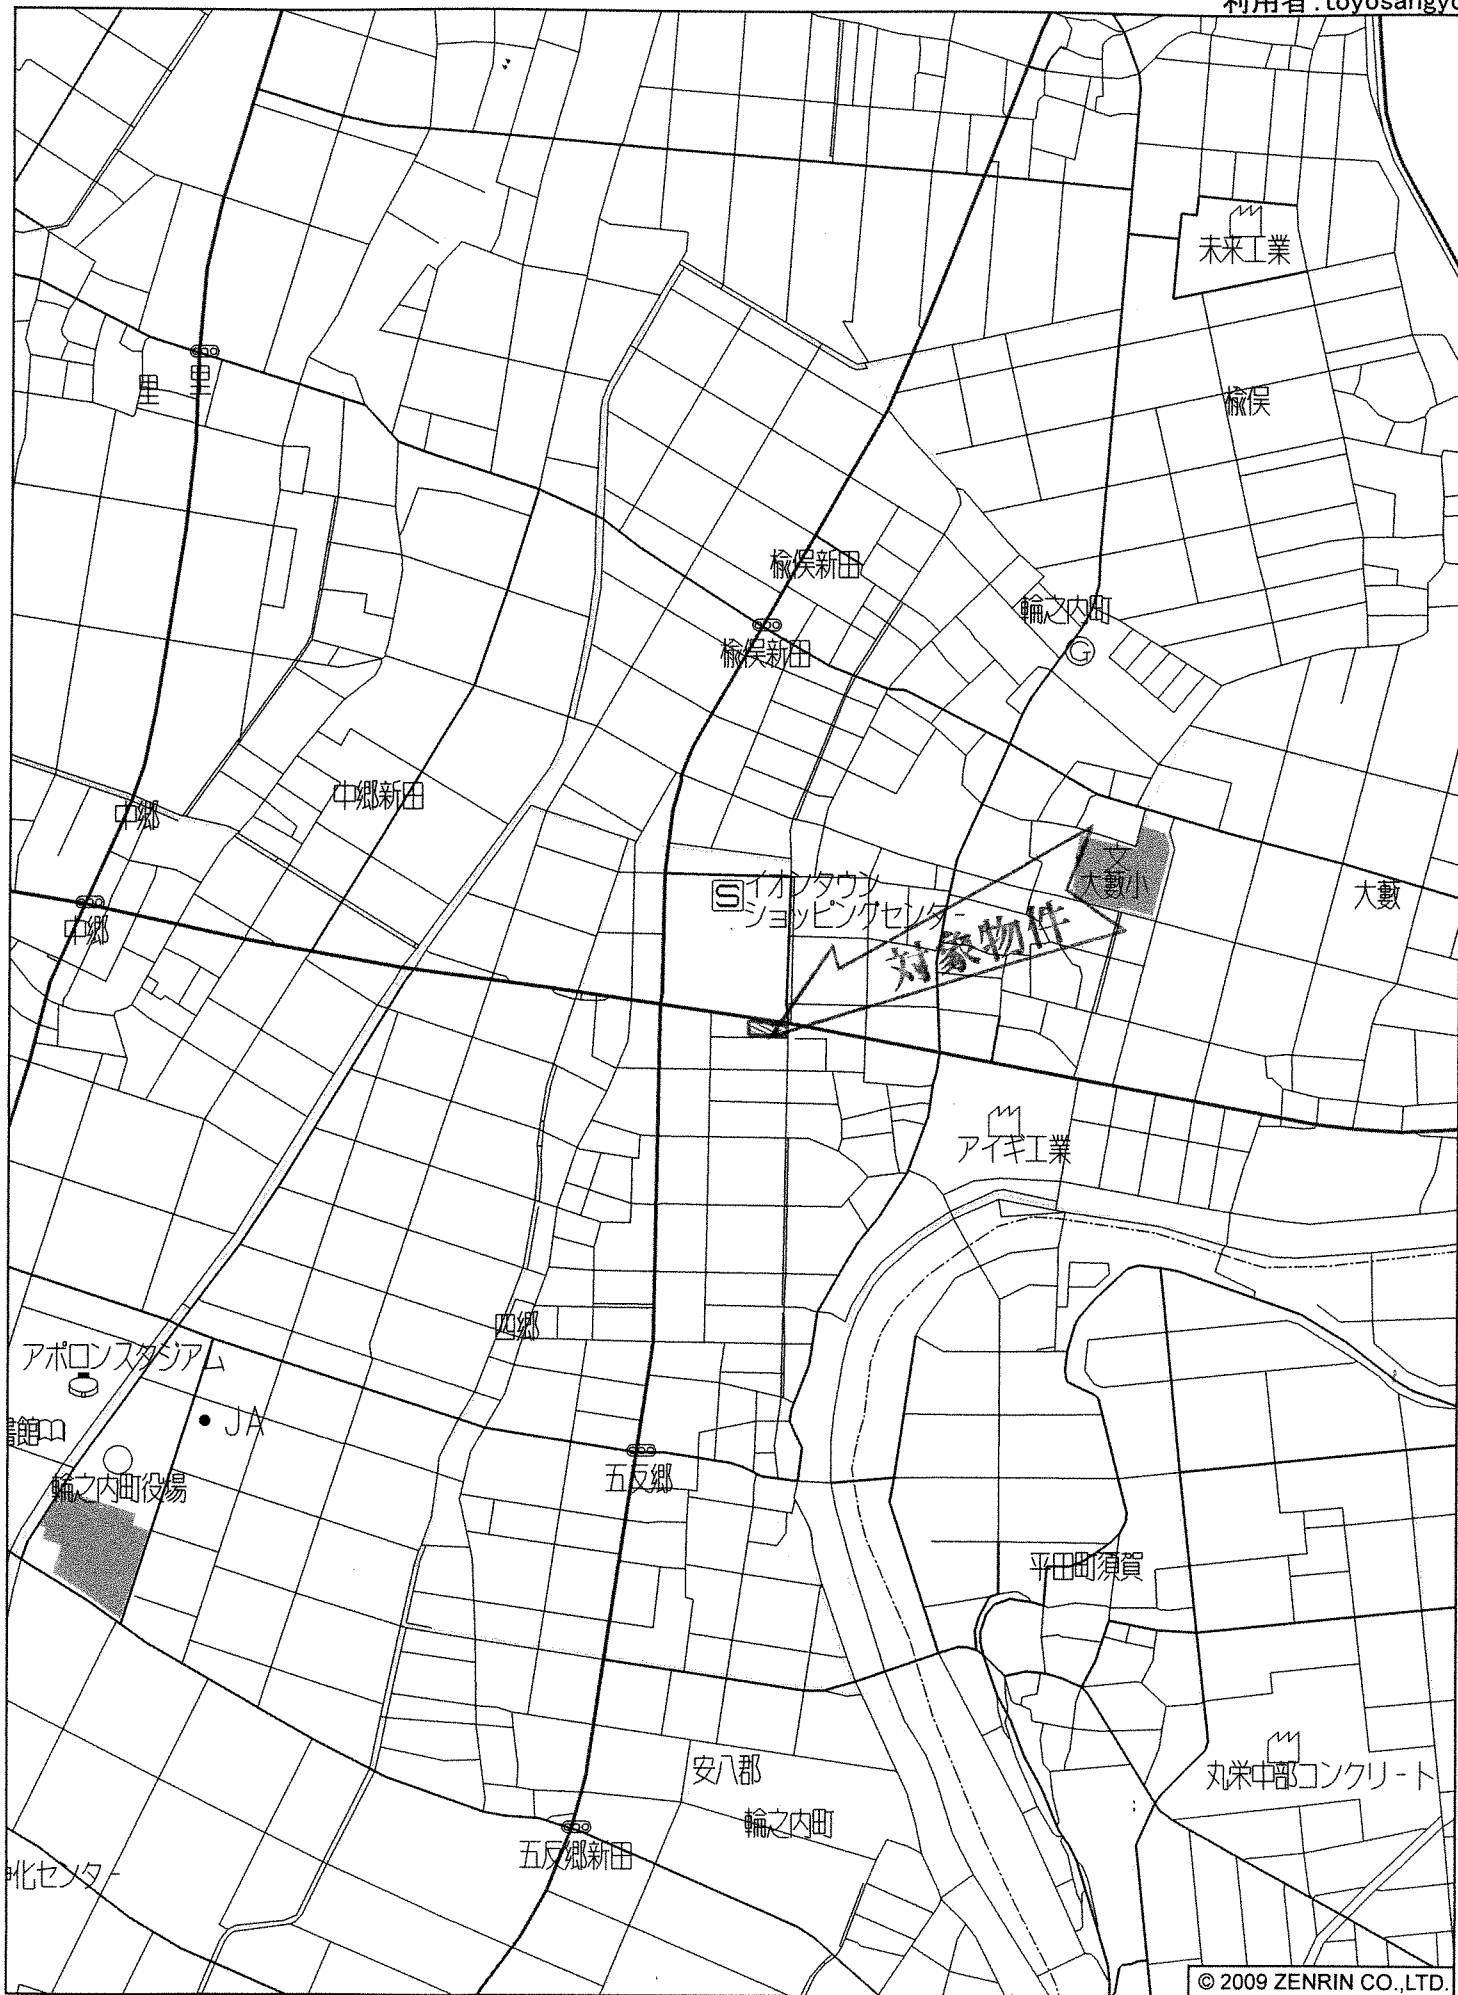 利用者:toyosangyo
未来工業
里
里
楡俣
楡俣新田
輪之内町
G
楡俣新田
中郷新田
中郷
文
大藪小
大藪
S
イオンタウン
ショッピングセンター
中郷
対象物件
アイギ工業
四郷
アポロンスタジアム
JA
書館
五反郷
輪之内町役場
平田町須賀
安八郡
丸栄中部コンクリート
輪之内町
五反郷新田
化センター
© 2009 ZENRIN CO.,LTD.